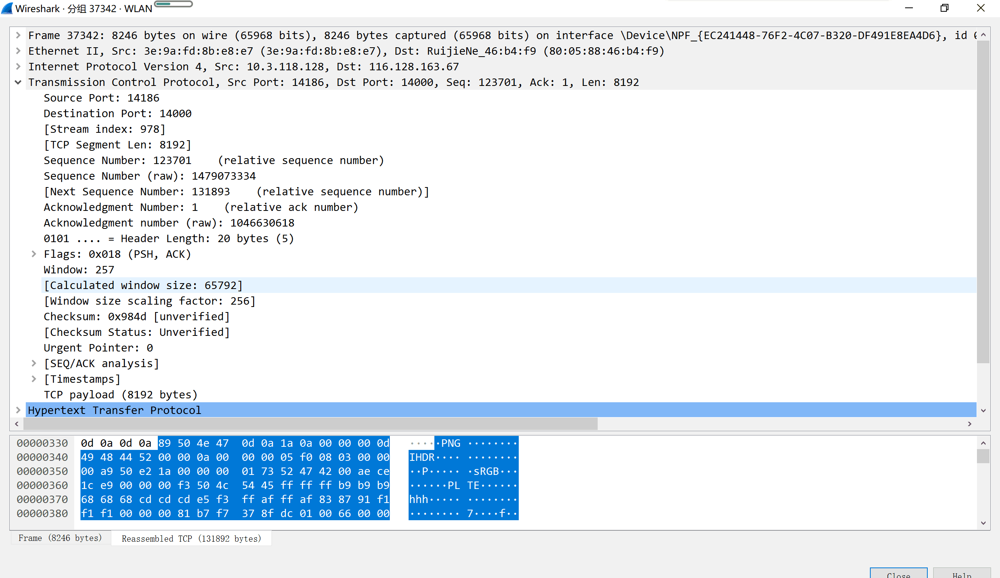 Wireshark · 分组 37342 · WLAN
Frame 37342: 8246 bytes on wire (65968 bits), 8246 bytes captured (65968 bits) on interface \Device\NPF_{EC241448-76F2-4C07-B320-DF491E8EA4D6}, id
Ethernet II, Src: 3e:9a:fd:8b:e8:e7 (3e:9a:fd:8b:e8:e7), Dst: RuijieNe_46:b4:f9 (80:05:88:46:b4:f9)
Internet Protocol Version 4, Src: 10.3.118.128, Dst: 116.128.163.67
Transmission Control Protocol, Src Port: 14186, Dst Port: 14000, Seq: 123701, Ack: 1, Len: 8192
Source Port: 14186
Destination Port: 14000
[Stream index: 978]
[TCP Segment Len: 8192]
Sequence Number: 123701    (relative sequence number)
Sequence Number (raw): 1479073334
[Next Sequence Number: 131893    (relative sequence number)]
Acknowledgment Number: 1    (relative ack number)
Acknowledgment number (raw): 1046630618
0101 .... = Header Length: 20 bytes (5)
Flags: 0x018 (PSH, ACK)
Window: 257
[Calculated window size: 65792]
[Window size scaling factor: 256]
Checksum: 0x984d [unverified]
[Checksum Status: Unverified]
Urgent Pointer: 0
[SEQ/ACK analysis]
[Timestamps]
TCP payload (8192 bytes)
Hypertext Transfer Protocol
00000330 0d 0a 0d 0a 89 50 4e 47 0d 0a 1a 0a 00 00 00 0d ·····PNG ········
00000340 49 48 44 52 00 00 0a 00 00 00 05 f0 08 03 00 00 IHDR···· ········
00000350 00 a9 50 e2 1a 00 00 00 01 73 52 47 42 00 ae ce ··P····· ·sRGB···
00000360 1c e9 00 00 00 f3 50 4c 54 45 ff ff ff b9 b9 b9 ······PL TE······
00000370 68 68 68 cd cd cd e5 f3 ff af ff af 83 87 91 f1 hhh····· ········
00000380 f1 f1 00 00 00 81 b7 f7 37 8f dc 01 00 66 00 00 ········ 7····f··
Frame (8246 bytes) Reassembled TCP (131892 bytes)
Close Help